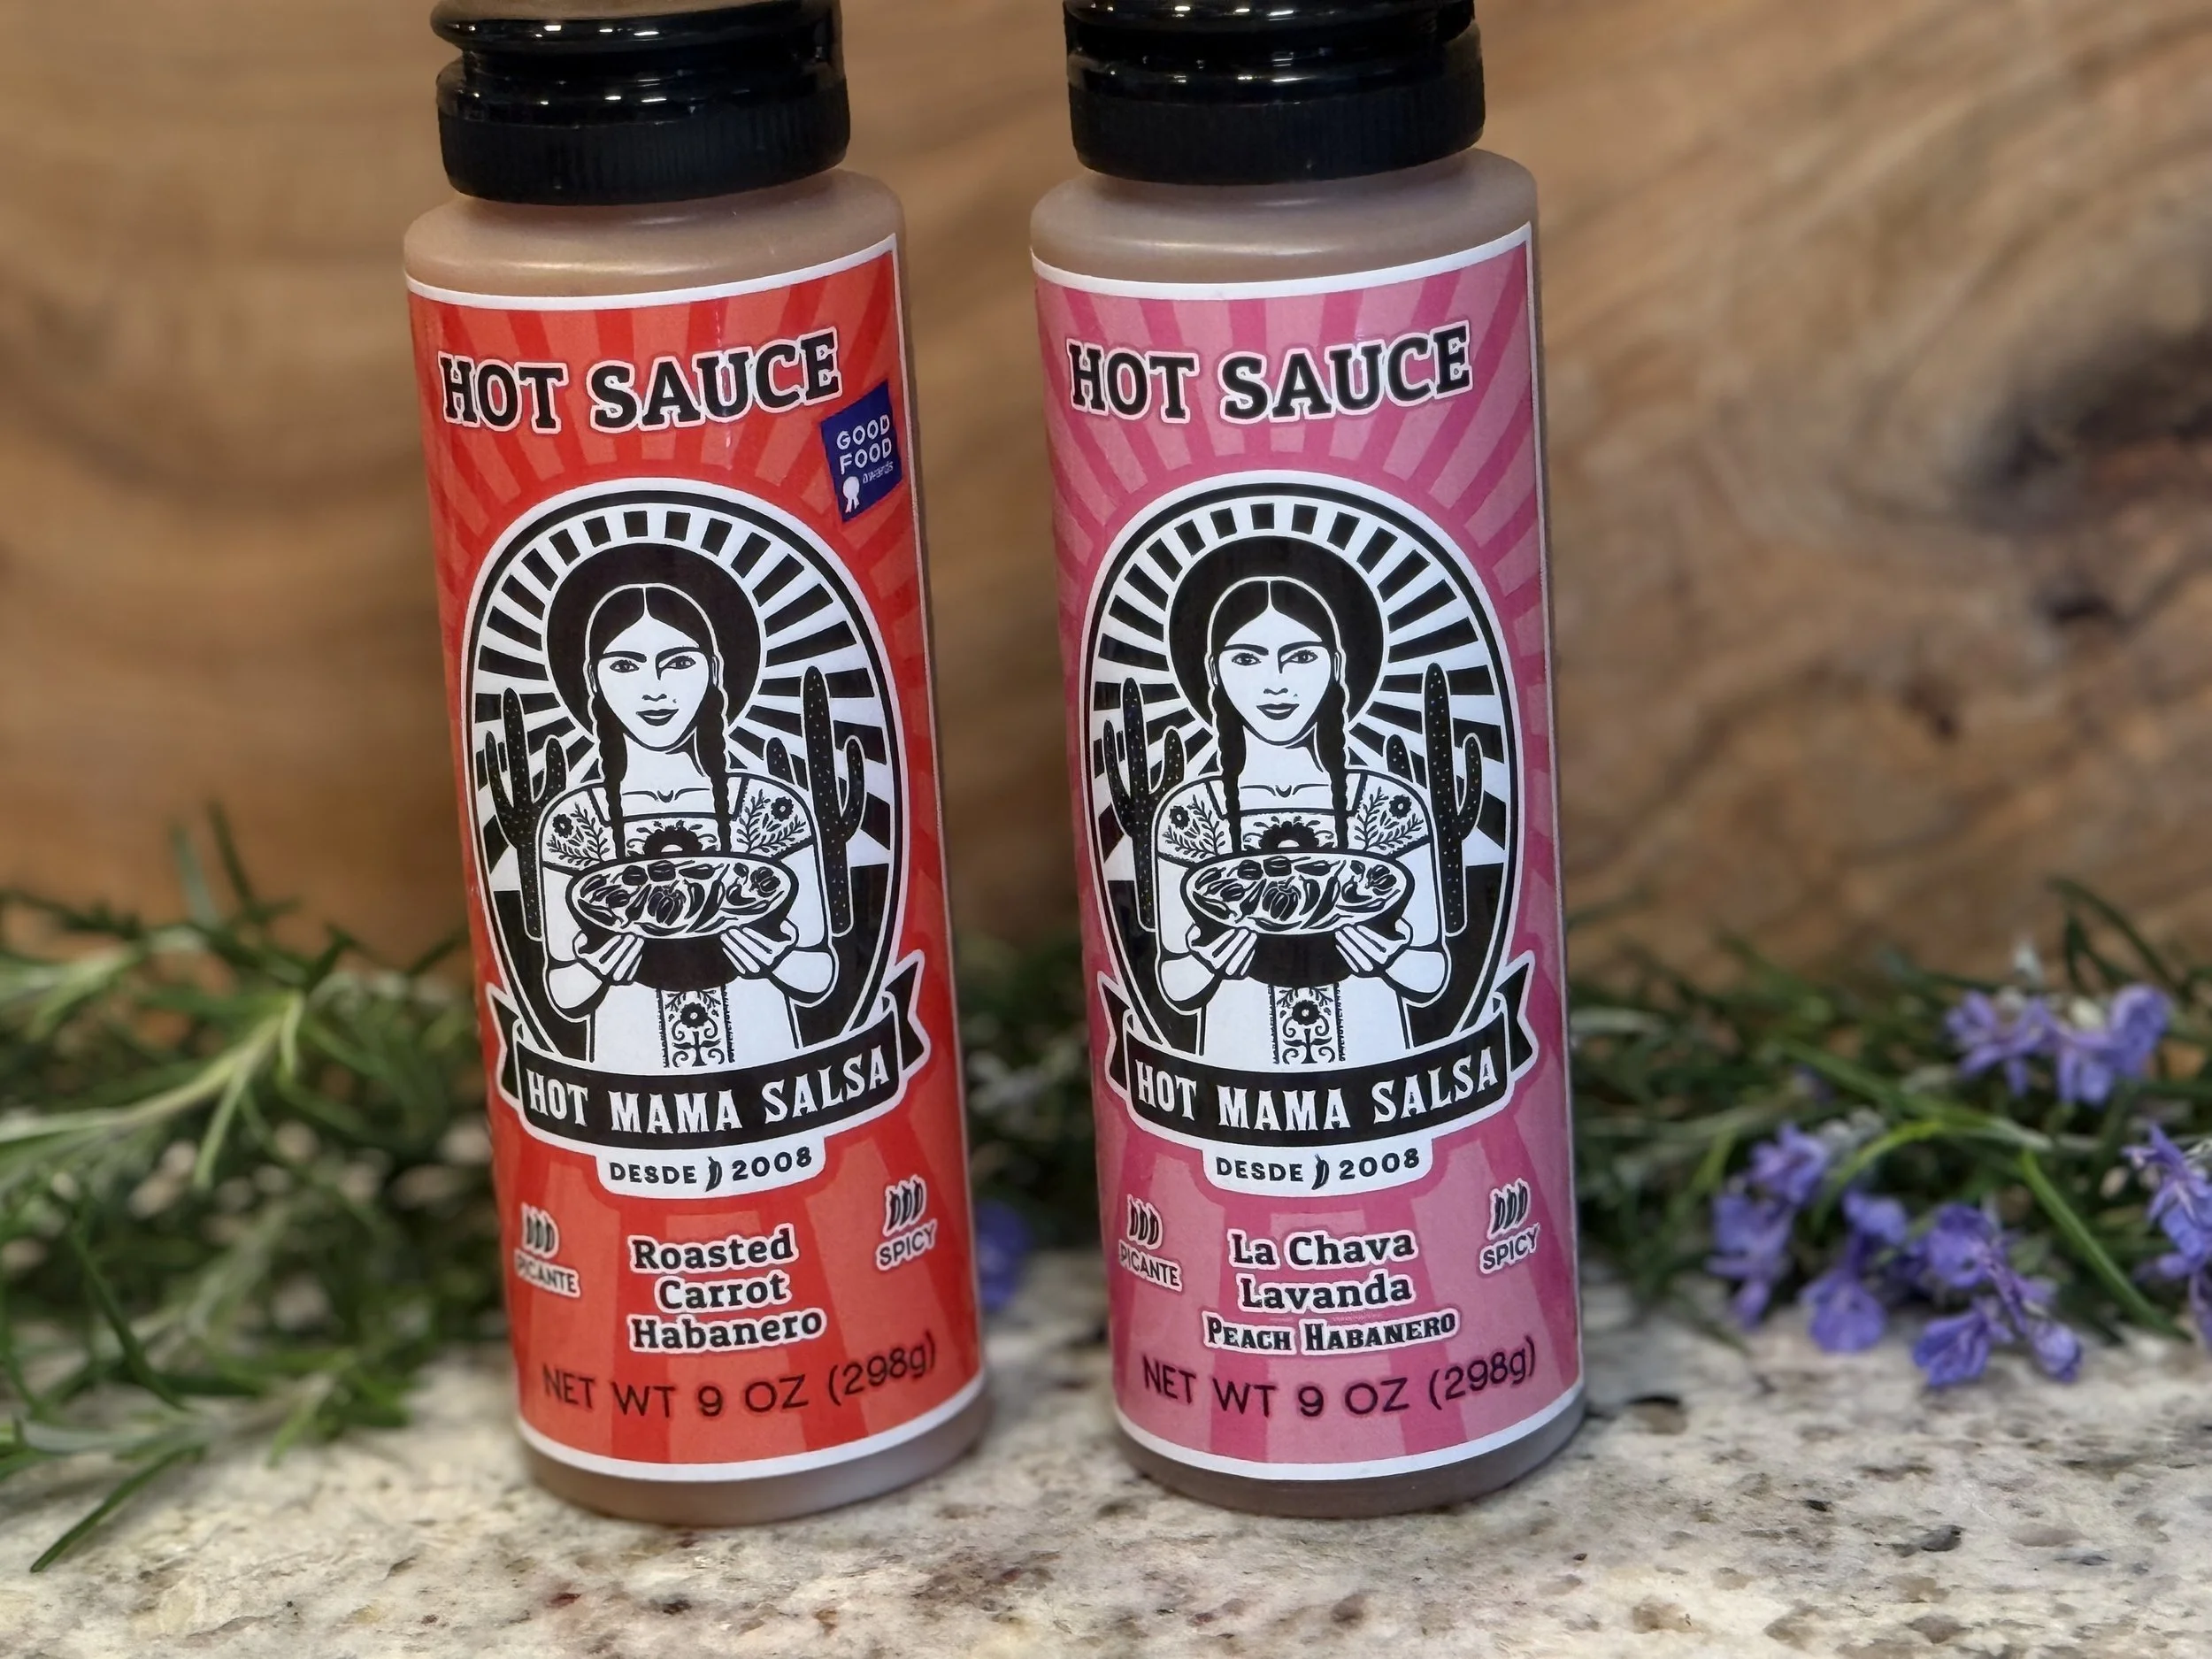 HOT SAUCE
GOOD
FOOD
awards
HOT MAMA SALSA
DESDE 2008
PICANTE
SPICY
Roasted
Carrot
Habanero
NET WT 9 OZ (298g)
HOT SAUCE
HOT MAMA SALSA
DESDE 2008
PICANTE
SPICY
La Chava
Lavanda
PEACH HABANERO
NET WT 9 OZ (298g)